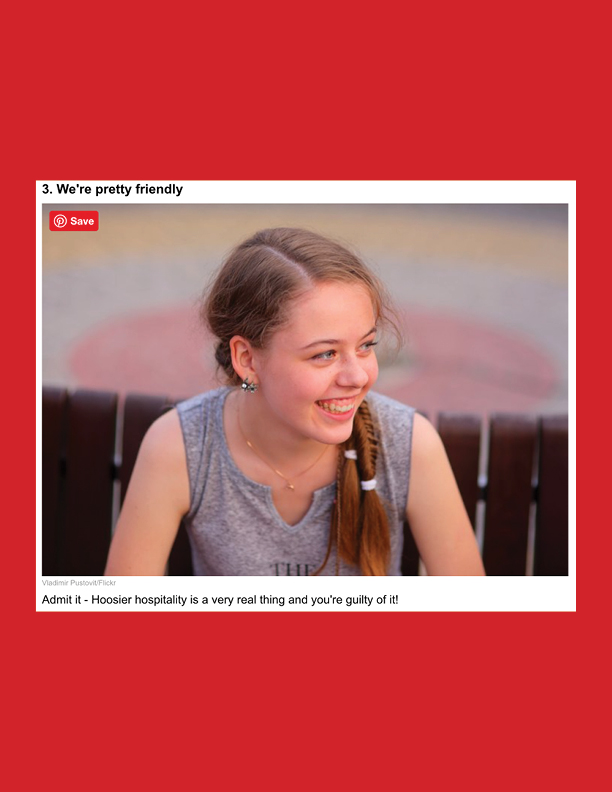 3. We're pretty friendly
Save
THE
Vladimir Pustovit/Flickr
Admit it - Hoosier hospitality is a very real thing and you're guilty of it!